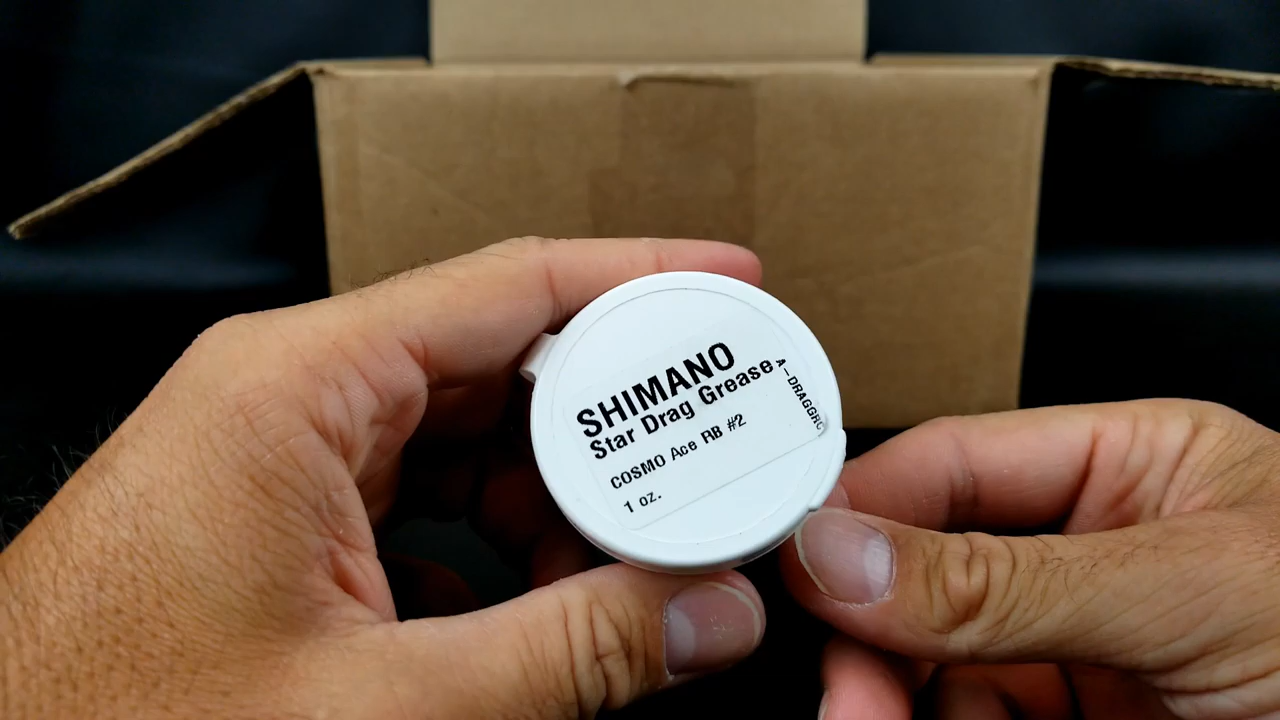 SHIMANO
Star Drag Grease
COSMO Ace RB #2
1 oz.
A-DRAGGRC